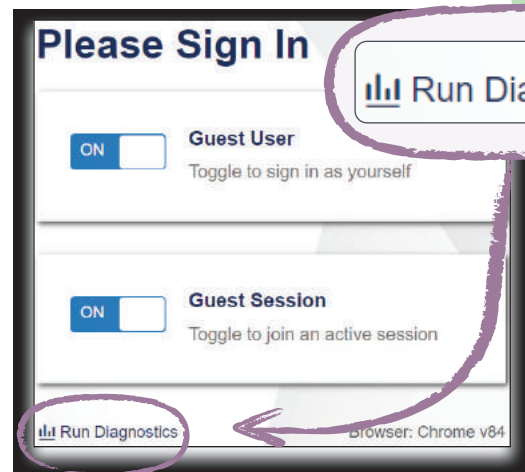 Please Sign In
Run Dia
ON
Guest User
Toggle to sign in as yourself
ON
Guest Session
Toggle to join an active session
Run Diagnostics
Browser: Chrome v84